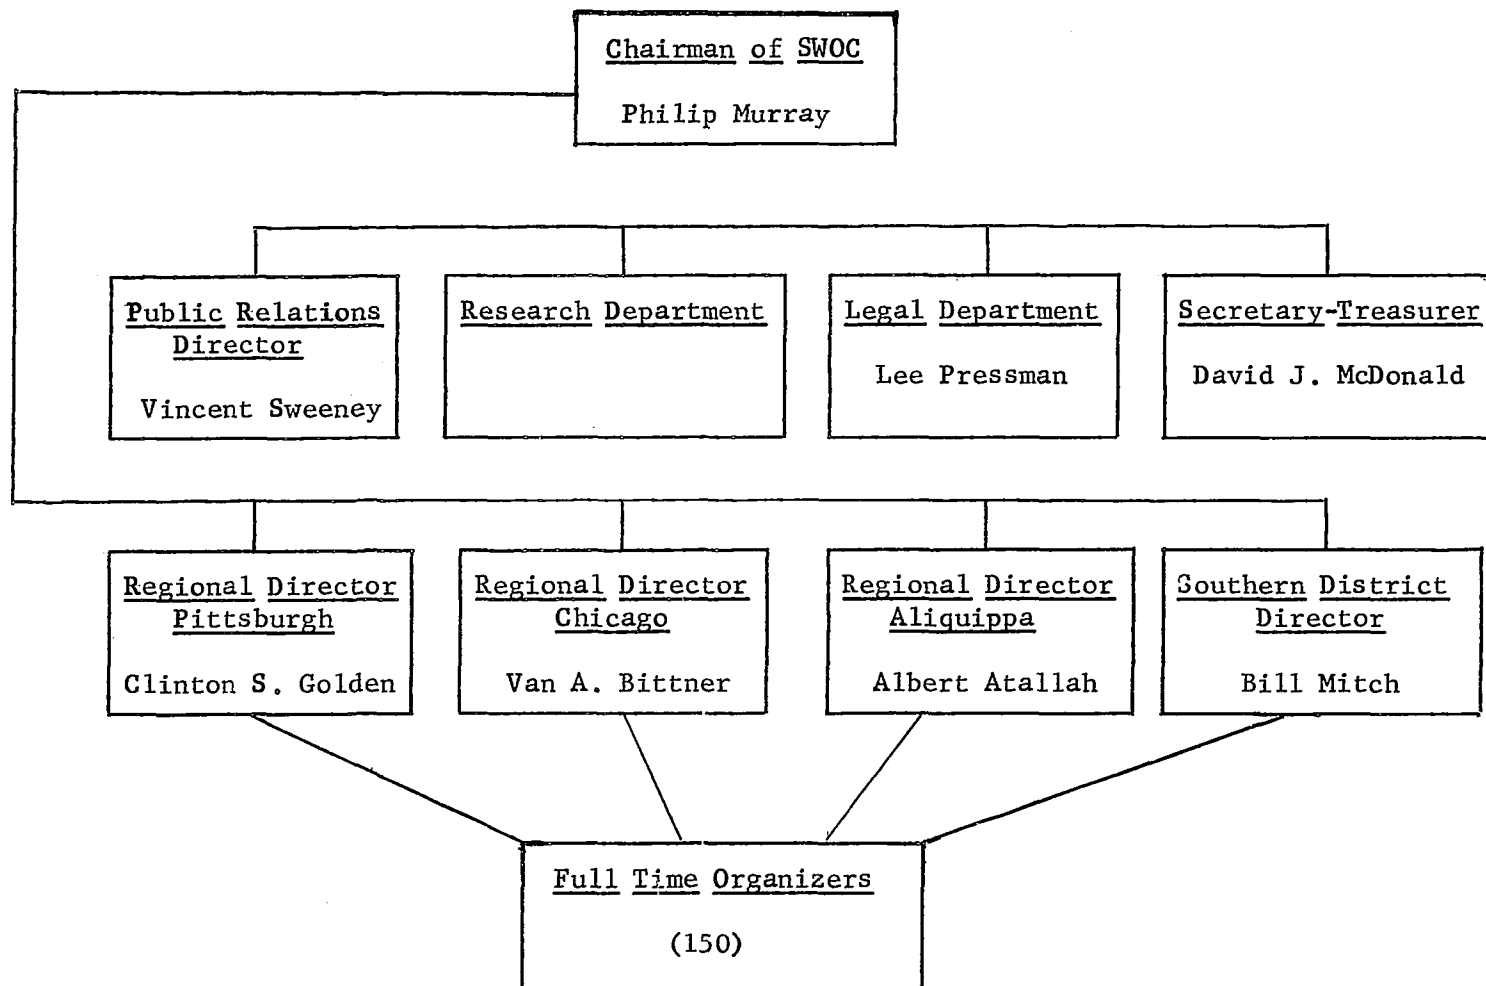 Chairman of SWOC
Philip Murray
Public Relations
Director
Vincent Sweeney
Research Department
Legal Department
Lee Pressman
Secretary-Treasurer
David J. McDonald
Regional Director
Pittsburgh
Clinton S. Golden
Regional Director
Chicago
Van A. Bittner
Regional Director
Aliquippa
Albert Atallah
Southern District
Director
Bill Mitch
Full Time Organizers
(150)